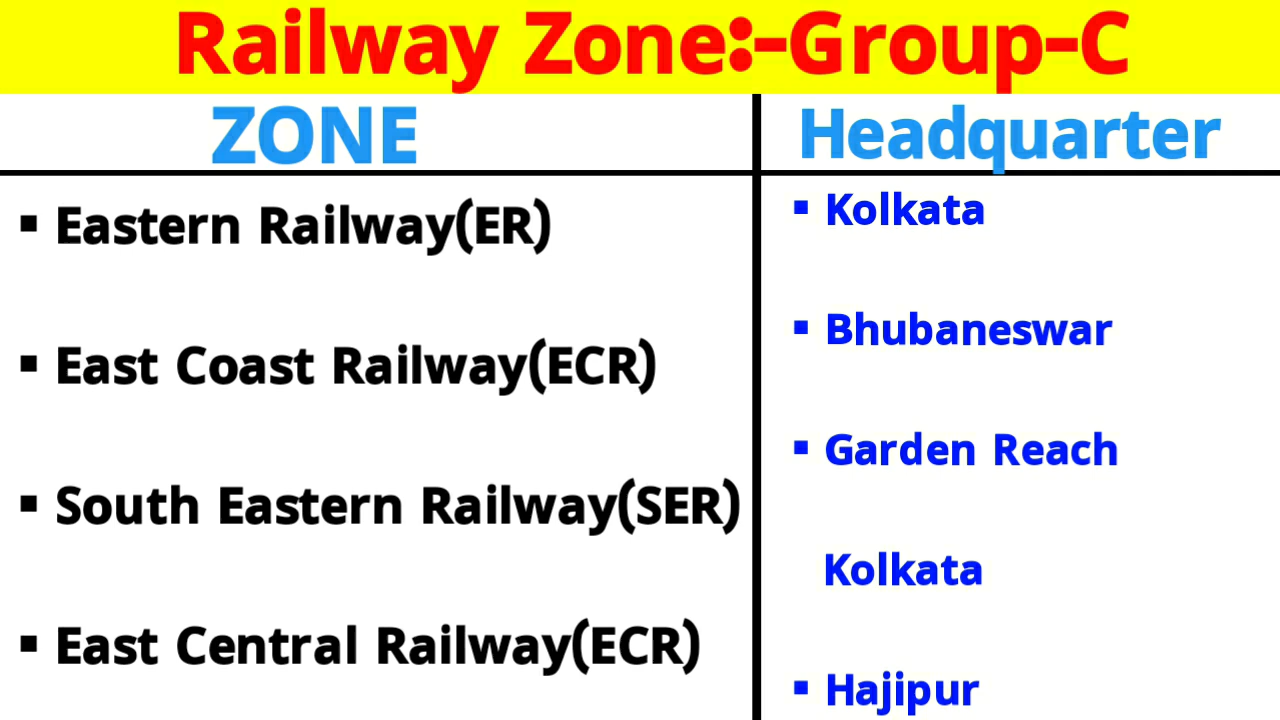 Railway Zone:-Group-C
ZONE
Headquarter
▪ Eastern Railway(ER)
▪ East Coast Railway(ECR)
▪ South Eastern Railway(SER)
▪ East Central Railway(ECR)
▪ Kolkata
▪ Bhubaneswar
▪ Garden Reach
Kolkata
▪ Hajipur